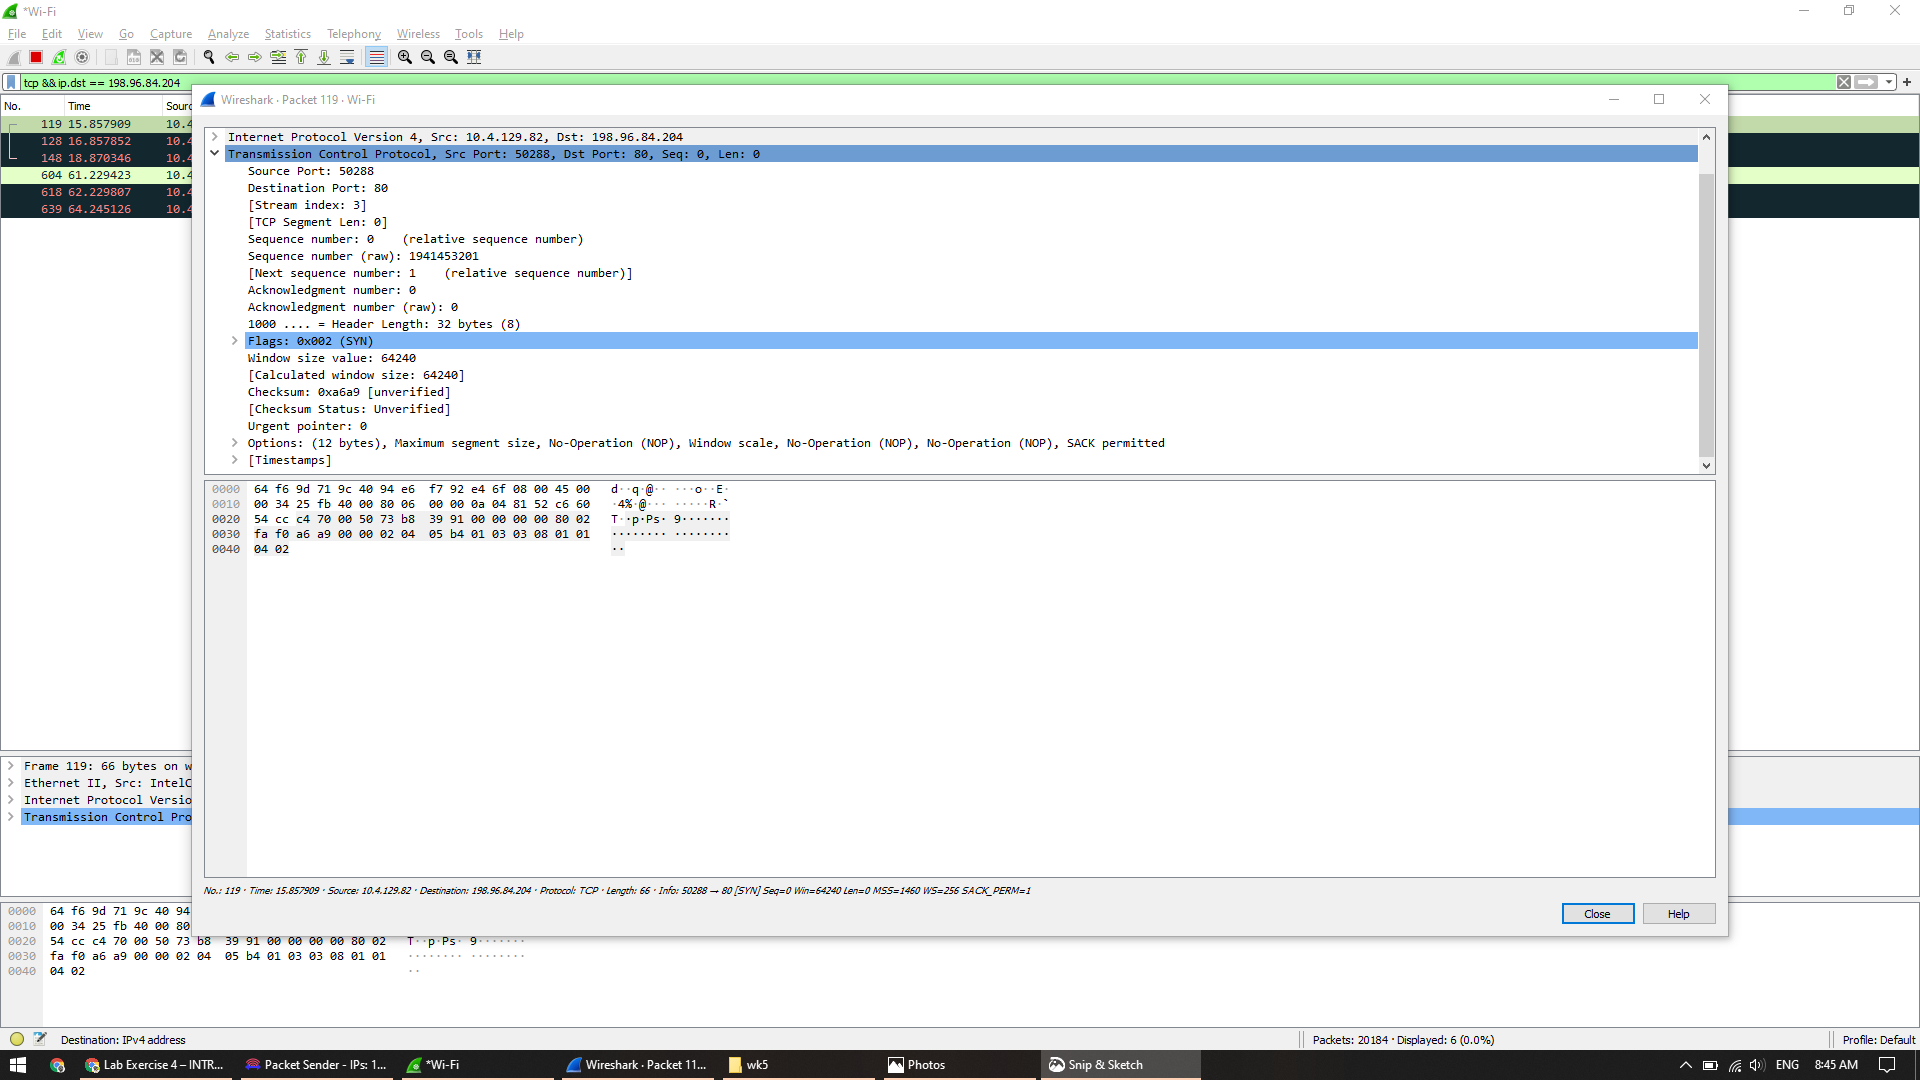 *Wi-Fi
File Edit View Go Capture Analyze Statistics Telephony Wireless Tools Help
tcp &&ip.dst == 198.96.84.204
No. Time Sourc
119 15.857909 10.4
128 16.857852 10.4
148 18.870346 10.4
604 61.229423 10.4
618 62.229807 10.4
639 64.245126 10.4
Wireshark · Packet 119 · Wi-Fi
Internet Protocol Version 4, Src: 10.4.129.82, Dst: 198.96.84.204
Transmission Control Protocol, Src Port: 50288, Dst Port: 80, Seq: 0, Len: 0
Source Port: 50288
Destination Port: 80
[Stream index: 3]
[TCP Segment Len: 0]
Sequence number: 0    (relative sequence number)
Sequence number (raw): 1941453201
[Next sequence number: 1    (relative sequence number)]
Acknowledgment number: 0
Acknowledgment number (raw): 0
1000 .... = Header Length: 32 bytes (8)
Flags: 0x002 (SYN)
Window size value: 64240
[Calculated window size: 64240]
Checksum: 0xa6a9 [unverified]
[Checksum Status: Unverified]
Urgent pointer: 0
Options: (12 bytes), Maximum segment size, No-Operation (NOP), Window scale, No-Operation (NOP), No-Operation (NOP), SACK permitted
[Timestamps]
0000 64 f6 9d 71 9c 40 94 e6 f7 92 e4 6f 08 00 45 00 d··q·@·· ···o··E·
0010 00 34 25 fb 40 00 80 06 00 00 0a 04 81 52 c6 60 ·4%·@··· ·····R·`
0020 54 cc c4 70 00 50 73 b8 39 91 00 00 00 00 80 02 T··p·Ps· 9·······
0030 fa f0 a6 a9 00 00 02 04 05 b4 01 03 03 08 01 01 ········ ········
0040 04 02 ··
No.: 119 · Time: 15.857909 · Source: 10.4.129.82 · Destination: 198.96.84.204 · Protocol: TCP · Length: 66 · Info: 50288 → 80 [SYN] Seq=0 Win=64240 Len=0 MSS=1460 WS=256 SACK_PERM=1
Close Help
Frame 119: 66 bytes on w
Ethernet II, Src: IntelC
Internet Protocol Versio
Transmission Control Pro
0000 64 f6 9d 71 9c 40 94
0010 00 34 25 fb 40 00 80
0020 54 cc c4 70 00 50 73 b8 39 91 00 00 00 00 80 02 T··p·Ps· 9·······
0030 fa f0 a6 a9 00 00 02 04 05 b4 01 03 03 08 01 01 ········ ········
0040 04 02 ··
Destination: IPv4 address Packets: 20184 · Displayed: 6 (0.0%) Profile: Default
Lab Exercise 4 – INTR... Packet Sender - IPs: 1... *Wi-Fi Wireshark · Packet 11... wk5 Photos Snip & Sketch ENG 8:45 AM